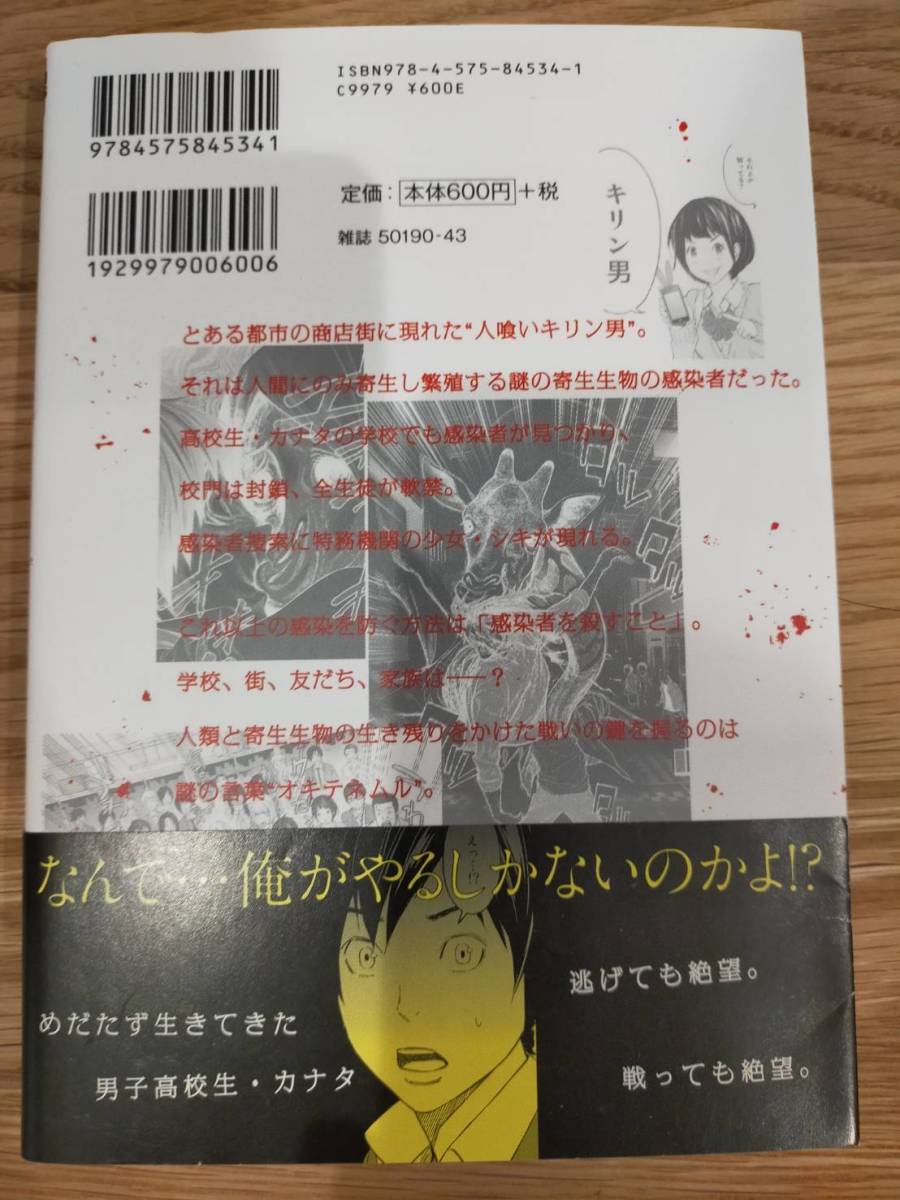 ISBN978-4-575-84534-1
C9979 ¥600E
9784575845341
定価：本体600円+税
雑誌 50190-43
1929979006006
それよか
知ってる？
キリン男
とある都市の商店街に現れた“人喰いキリン男”。
それは人間にのみ寄生し繁殖する謎の寄生生物の感染者だった。
高校生・カナタの学校でも感染者が見つかり、
校門は封鎖、全生徒が軟禁。
感染者捜索に特務機関の少女・シキが現れる。
これ以上の感染を防ぐ方法は「感染者を殺すこと」。
学校、街、友だち、家族は――？
人類と寄生生物の生き残りをかけた戦いの鍵を握るのは
謎の言葉“オキテネムル”。
えっ…!?
なんで…俺がやるしかないのかよ!?
めだたず生きてきた
男子高校生・カナタ
逃げても絶望。
戦っても絶望。